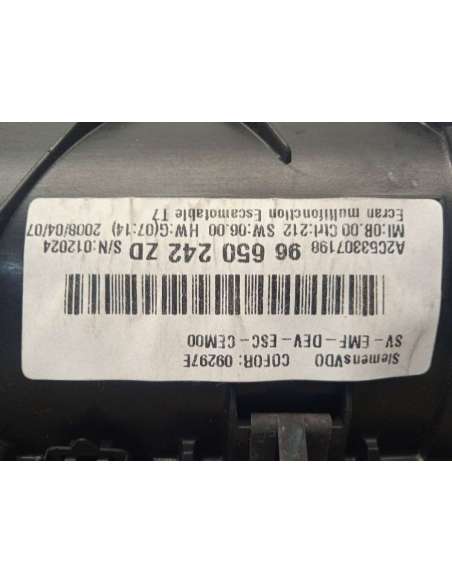 SiemensVDO COFOR: 09297E
SV-EMF-DEV-ESC-CEM00
96 650 242 ZD
A2C53307198 S/N:012024
MI:0B.00 Ctrl:212 SW:06.00 HW:G(07:14) 2008/04/07
Ecran multifonction Escamotable T7